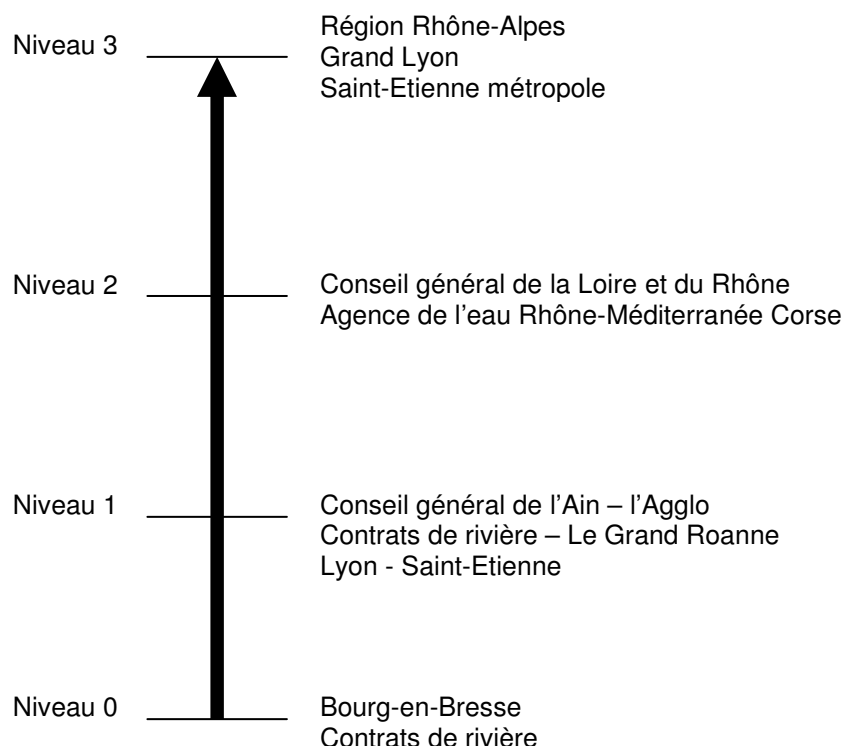 Niveau 3
Région Rhône-Alpes
Grand Lyon
Saint-Etienne métropole
Niveau 2
Conseil général de la Loire et du Rhône
Agence de l'eau Rhône-Méditerranée Corse
Niveau 1
Conseil général de l'Ain – l'Agglo
Contrats de rivière – Le Grand Roanne
Lyon - Saint-Etienne
Niveau 0
Bourg-en-Bresse
Contrats de rivière